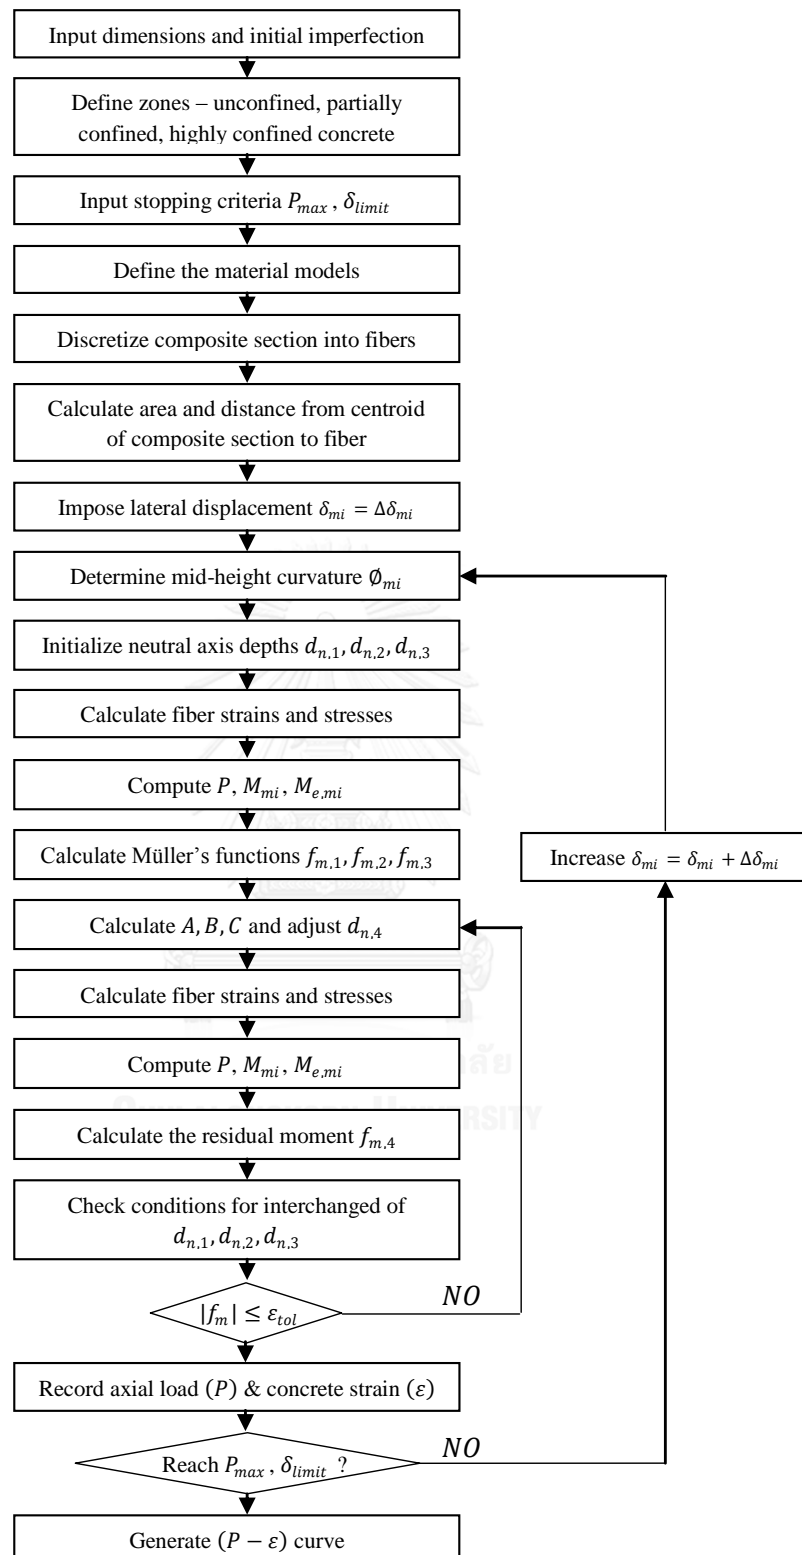 Input dimensions and initial imperfection
Define zones – unconfined, partially
confined, highly confined concrete
Input stopping criteria P_max , δ_limit
Define the material models
Discretize composite section into fibers
Calculate area and distance from centroid
of composite section to fiber
Impose lateral displacement δ_mi = Δδ_mi
Determine mid-height curvature ∅_mi
Initialize neutral axis depths d_n,1, d_n,2, d_n,3
Calculate fiber strains and stresses
Compute P, M_mi, M_e,mi
Calculate Müller's functions f_m,1, f_m,2, f_m,3
Increase δ_mi = δ_mi + Δδ_mi
Calculate A, B, C and adjust d_n,4
Calculate fiber strains and stresses
Compute P, M_mi, M_e,mi
ลัย
Calculate the residual moment f_m,4
RSITY
Check conditions for interchanged of
d_n,1, d_n,2, d_n,3
|f_m| ≤ ε_tol
NO
Record axial load (P) & concrete strain (ε)
Reach P_max , δ_limit ?
NO
Generate (P − ε) curve